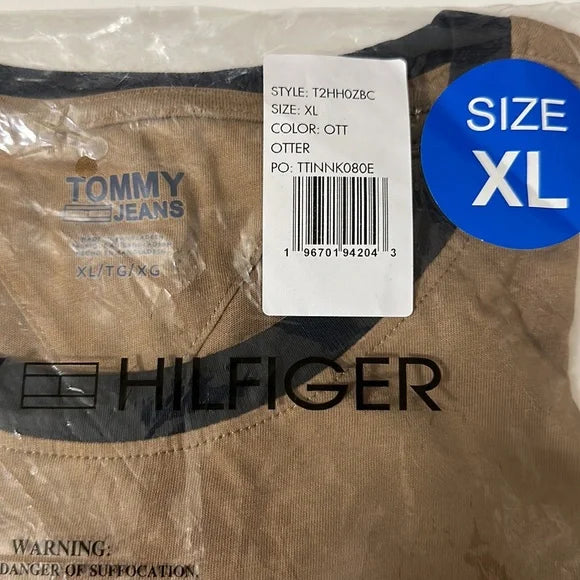 STYLE: T2HH0ZBC
SIZE: XL
COLOR: OTT
OTTER
PO: TTINNK080E
1 96701 94204 3
SIZE
XL
TOMMY
JEANS
XL/TG/XG
HILFIGER
WARNING:
DANGER OF SUFFOCATION.